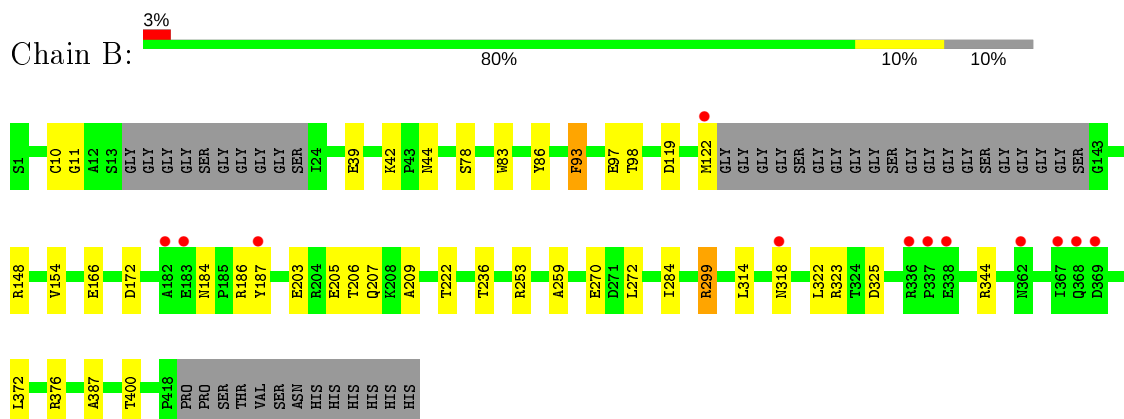 3%
Chain B:
80% 10% 10%
S1 C10 G11 A12 S13 GLY GLY GLY GLY SER GLY GLY GLY GLY SER I24 E39 K42 P43 N44 S78 W83 Y86 F93 E97 T98 D119 M122 GLY GLY GLY GLY SER GLY GLY GLY GLY SER GLY GLY GLY GLY SER GLY GLY GLY GLY SER G143
R148 V154 E166 D172 A182 E183 N184 P185 R186 Y187 E203 R204 E205 T206 Q207 K208 A209 T222 T236 R253 A259 E270 D271 L272 I284 R299 L314 N318 L322 R323 T324 D325 R336 P337 E338 R344 N362 I367 Q368 D369
L372 R376 A387 T400 P418 PRO PRO SER THR VAL SER ASN HIS HIS HIS HIS HIS HIS